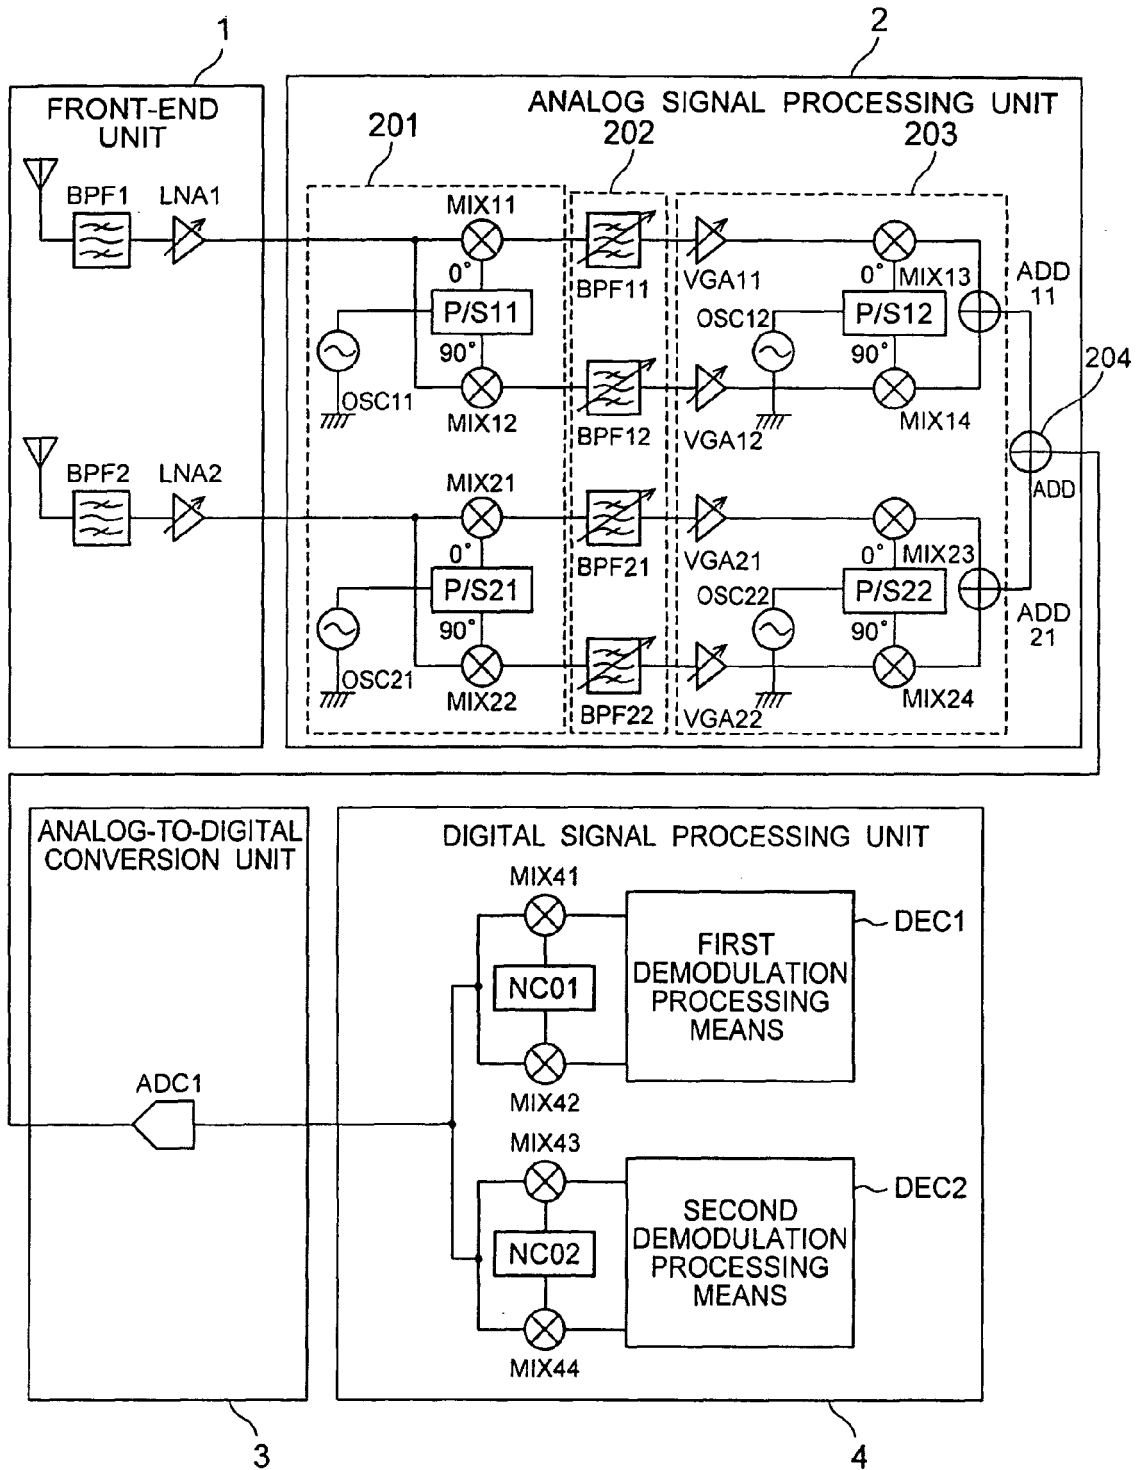 1
2
FRONT-END
UNIT
ANALOG SIGNAL PROCESSING UNIT
201
202
203
BPF1
LNA1
MIX11
0°
P/S11
90°
OSC11
MIX12
BPF11
BPF12
VGA11
OSC12
VGA12
0°
MIX13
P/S12
90°
MIX14
ADD
11
204
ADD
BPF2
LNA2
MIX21
0°
P/S21
90°
OSC21
MIX22
BPF21
BPF22
VGA21
OSC22
VGA22
0°
MIX23
P/S22
90°
MIX24
ADD
21
ANALOG-TO-DIGITAL
CONVERSION UNIT
ADC1
3
DIGITAL SIGNAL PROCESSING UNIT
MIX41
NC01
MIX42
FIRST
DEMODULATION
PROCESSING
MEANS
DEC1
MIX43
NC02
MIX44
SECOND
DEMODULATION
PROCESSING
MEANS
DEC2
4